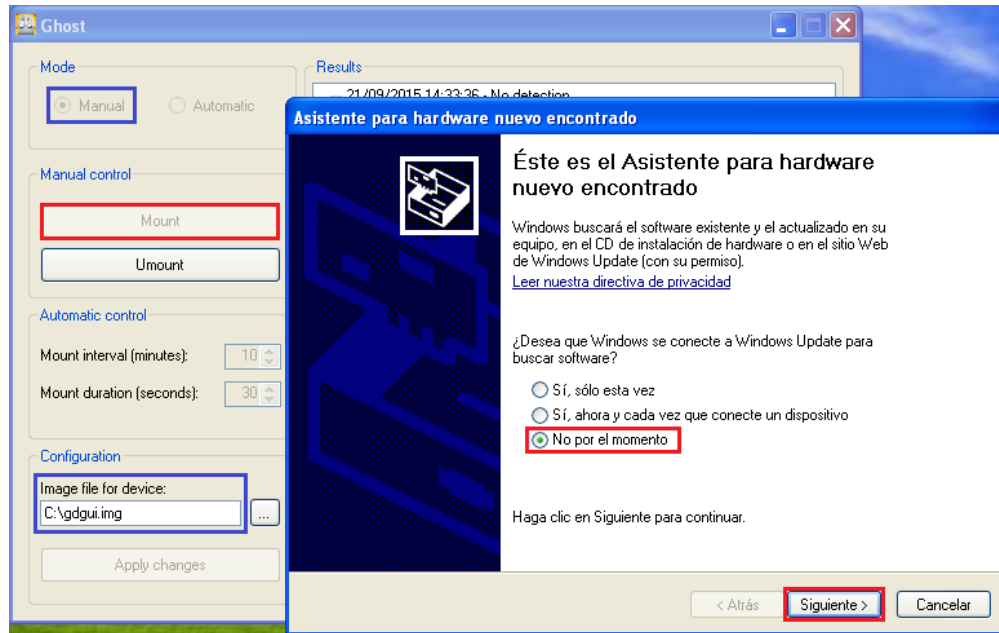 Ghost
Mode
Manual
Automatic
Manual control
Mount
Umount
Automatic control
Mount interval (minutes):
10
Mount duration (seconds):
30
Configuration
Image file for device:
C:\gdgui.img
...
Apply changes
Results
21/09/2015 14:33:36 - No detection
Asistente para hardware nuevo encontrado
Éste es el Asistente para hardware
nuevo encontrado
Windows buscará el software existente y el actualizado en su
equipo, en el CD de instalación de hardware o en el sitio Web
de Windows Update (con su permiso).
Leer nuestra directiva de privacidad
¿Desea que Windows se conecte a Windows Update para
buscar software?
Sí, sólo esta vez
Sí, ahora y cada vez que conecte un dispositivo
No por el momento
Haga clic en Siguiente para continuar.
< Atrás
Siguiente >
Cancelar